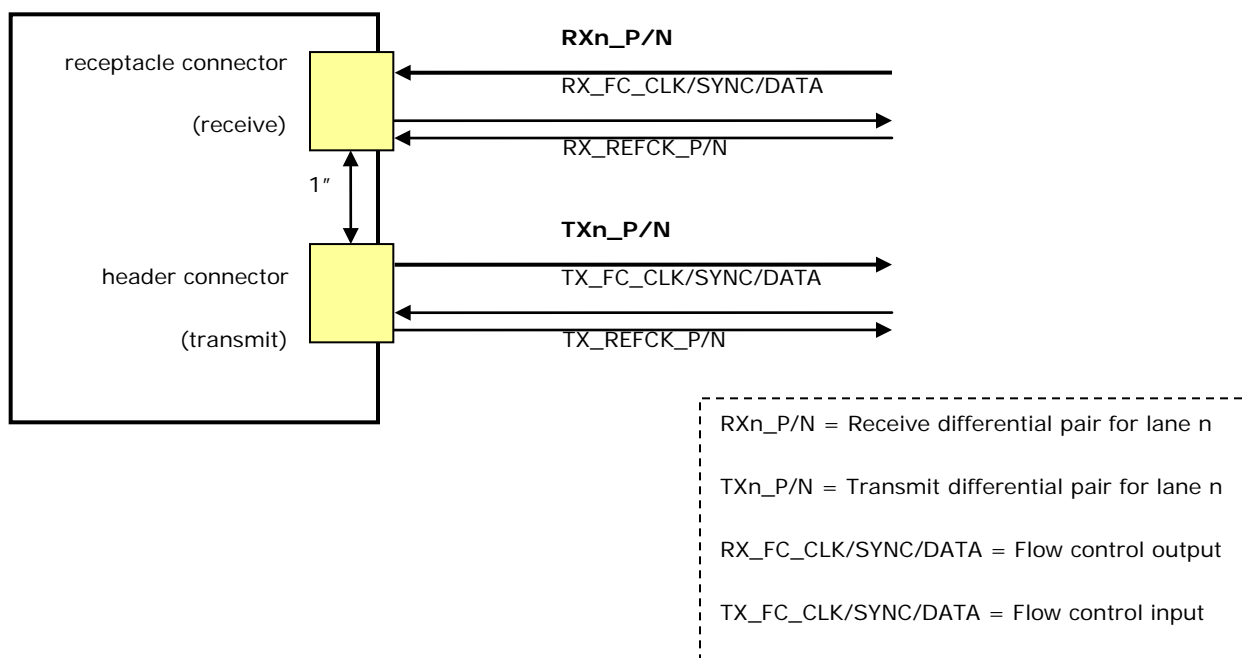 RXn_P/N
receptacle connector
RX_FC_CLK/SYNC/DATA
(receive)
RX_REFCK_P/N
1"
TXn_P/N
header connector
TX_FC_CLK/SYNC/DATA
(transmit)
TX_REFCK_P/N
RXn_P/N = Receive differential pair for lane n
TXn_P/N = Transmit differential pair for lane n
RX_FC_CLK/SYNC/DATA = Flow control output
TX_FC_CLK/SYNC/DATA = Flow control input